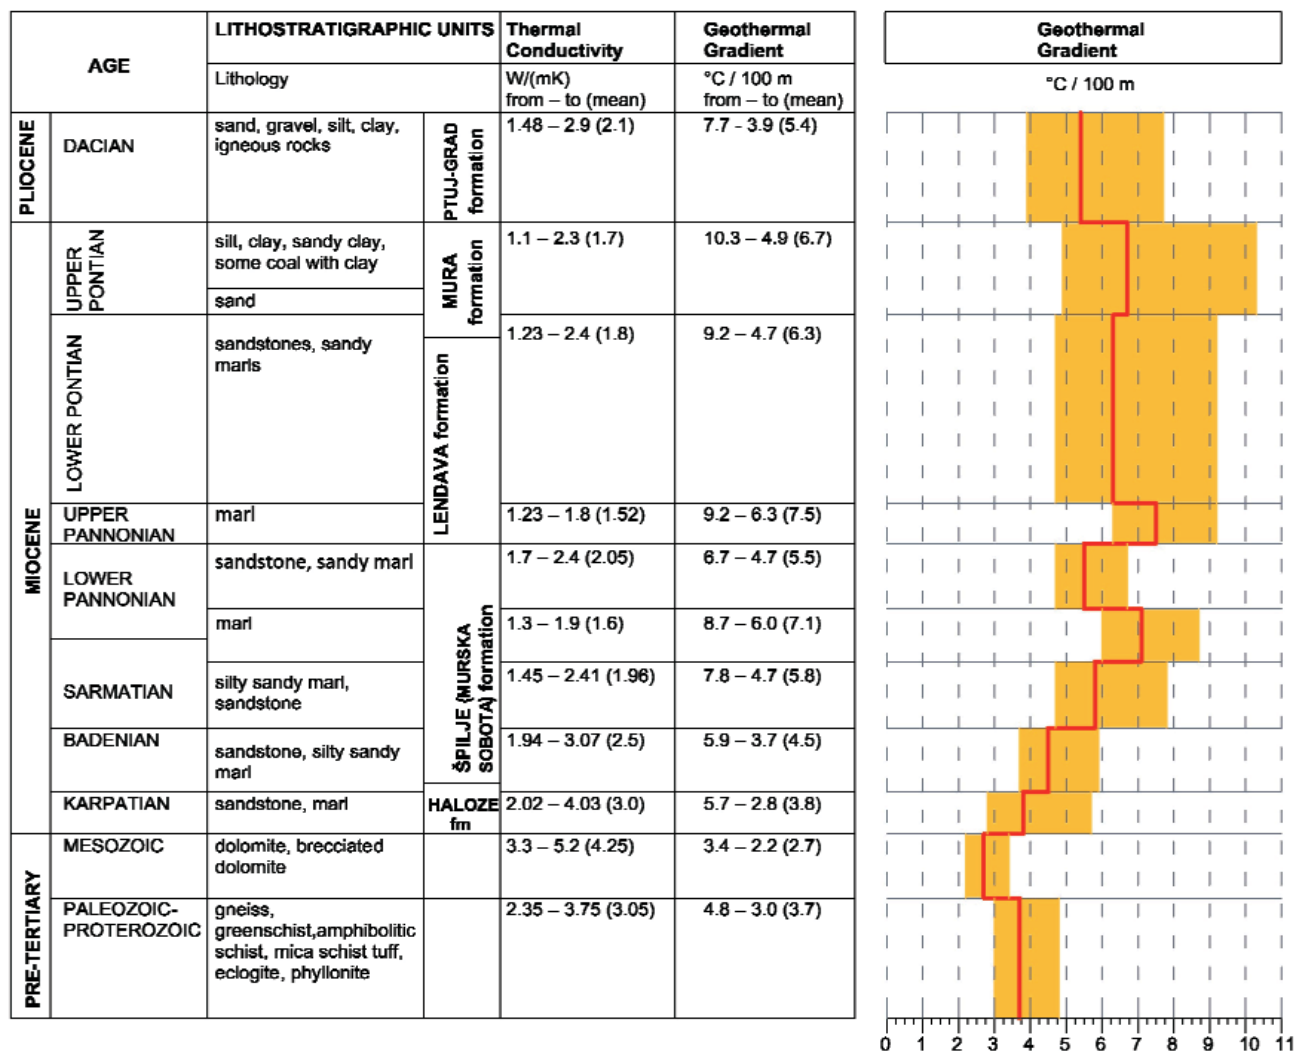 AGE
LITHOSTRATIGRAPHIC UNITS
Lithology
Thermal
Conductivity
W/(mK)
from – to (mean)
Geothermal
Gradient
°C / 100 m
from – to (mean)
Geothermal
Gradient
°C / 100 m
PLIOCENE
DACIAN
sand, gravel, silt, clay,
igneous rocks
PTUJ-GRAD
formation
1.48 – 2.9 (2.1)
7.7 - 3.9 (5.4)
MIOCENE
UPPER
PONTIAN
silt, clay, sandy clay,
some coal with clay
sand
MURA
formation
1.1 – 2.3 (1.7)
10.3 – 4.9 (6.7)
LOWER PONTIAN
sandstones, sandy
marls
LENDAVA formation
1.23 – 2.4 (1.8)
9.2 – 4.7 (6.3)
UPPER
PANNONIAN
marl
1.23 – 1.8 (1.52)
9.2 – 6.3 (7.5)
LOWER
PANNONIAN
sandstone, sandy marl
ŠPILJE (MURSKA
SOBOTA) formation
1.7 – 2.4 (2.05)
6.7 – 4.7 (5.5)
marl
1.3 – 1.9 (1.6)
8.7 – 6.0 (7.1)
SARMATIAN
silty sandy marl,
sandstone
1.45 – 2.41 (1.96)
7.8 – 4.7 (5.8)
BADENIAN
sandstone, silty sandy
marl
1.94 – 3.07 (2.5)
5.9 – 3.7 (4.5)
KARPATIAN
sandstone, marl
HALOZE
fm
2.02 – 4.03 (3.0)
5.7 – 2.8 (3.8)
PRE-TERTIARY
MESOZOIC
dolomite, brecciated
dolomite
3.3 – 5.2 (4.25)
3.4 – 2.2 (2.7)
PALEOZOIC-
PROTEROZOIC
gneiss,
greenschist,amphibolitic
schist, mica schist tuff,
eclogite, phyllonite
2.35 – 3.75 (3.05)
4.8 – 3.0 (3.7)
0 1 2 3 4 5 6 7 8 9 10 11